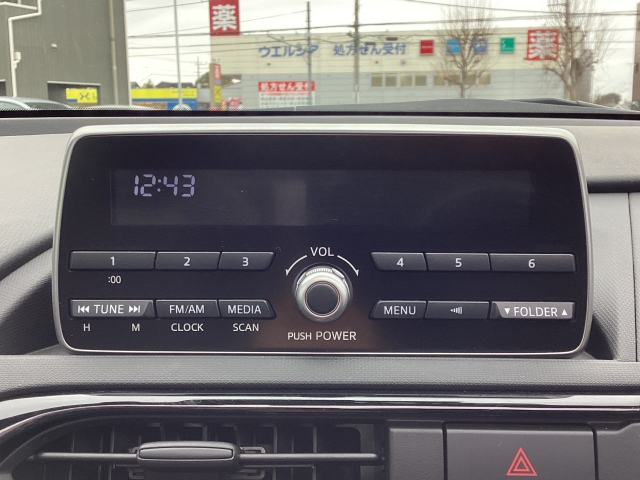 薬
ウエルシア 処方せん受付
薬
処方せん受付
12:43
VOL
1 2 3 4 5 6
:00
⏮ TUNE ⏭ FM/AM MEDIA MENU ▼ FOLDER ▲
H M CLOCK SCAN
PUSH POWER